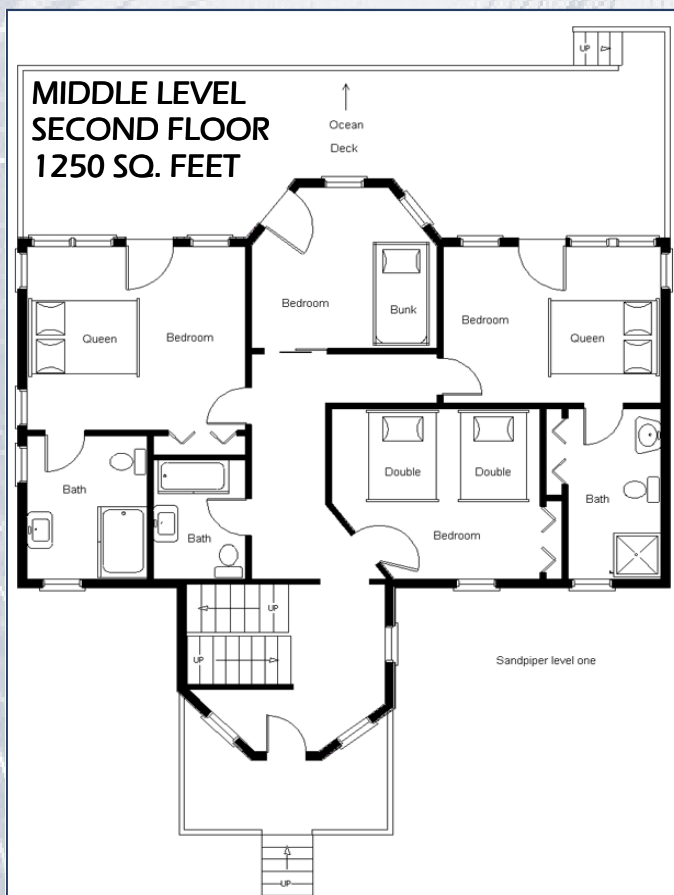 UP
MIDDLE LEVEL
SECOND FLOOR
1250 SQ. FEET
Ocean
Deck
Bedroom
Bunk
Queen
Bedroom
Bedroom
Queen
Double
Double
Bath
Bath
Bedroom
Bath
UP
UP
Sandpiper level one
UP